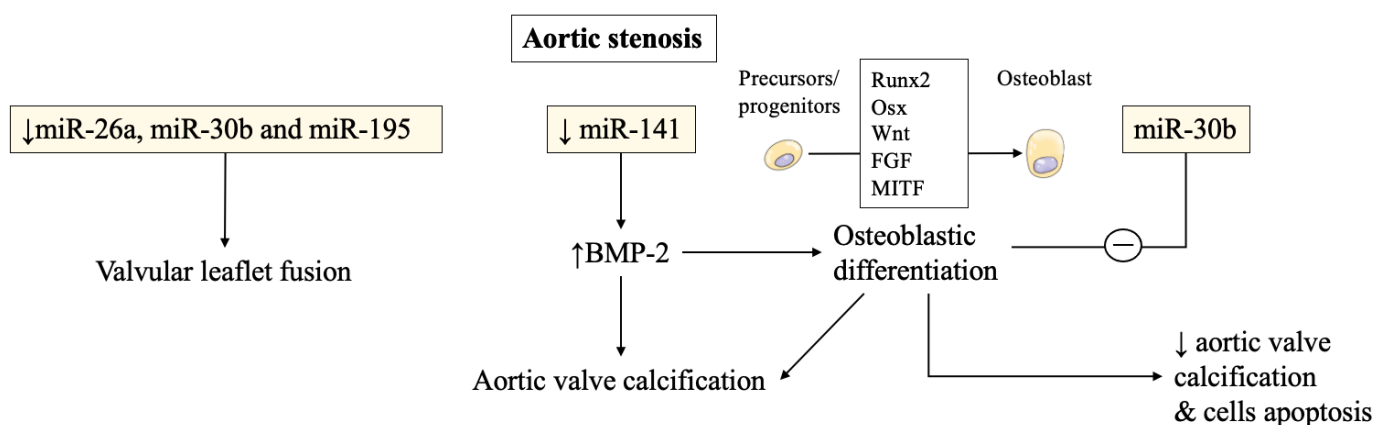 Aortic stenosis
↓miR-26a, miR-30b and miR-195
Valvular leaflet fusion
↓ miR-141
↑BMP-2
Aortic valve calcification
Precursors/
progenitors
Runx2
Osx
Wnt
FGF
MITF
Osteoblast
Osteoblastic
differentiation
miR-30b
−
↓ aortic valve
calcification
& cells apoptosis